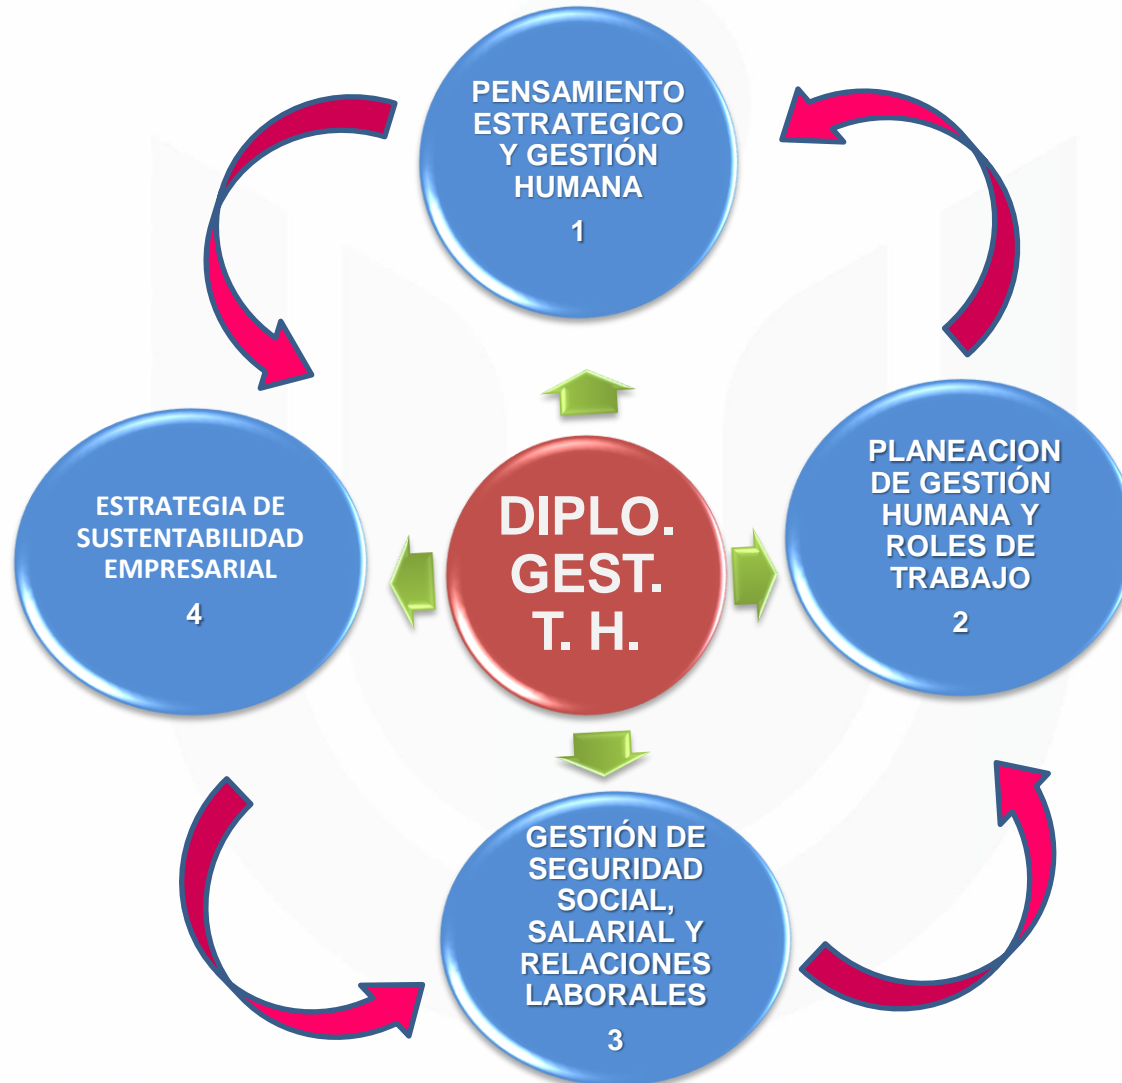 PENSAMIENTO
ESTRATEGICO
Y GESTIÓN
HUMANA
1
PLANEACION
DE GESTIÓN
HUMANA Y
ROLES DE
TRABAJO
2
ESTRATEGIA DE
SUSTENTABILIDAD
EMPRESARIAL
4
DIPLO.
GEST.
T. H.
GESTIÓN DE
SEGURIDAD
SOCIAL,
SALARIAL Y
RELACIONES
LABORALES
3